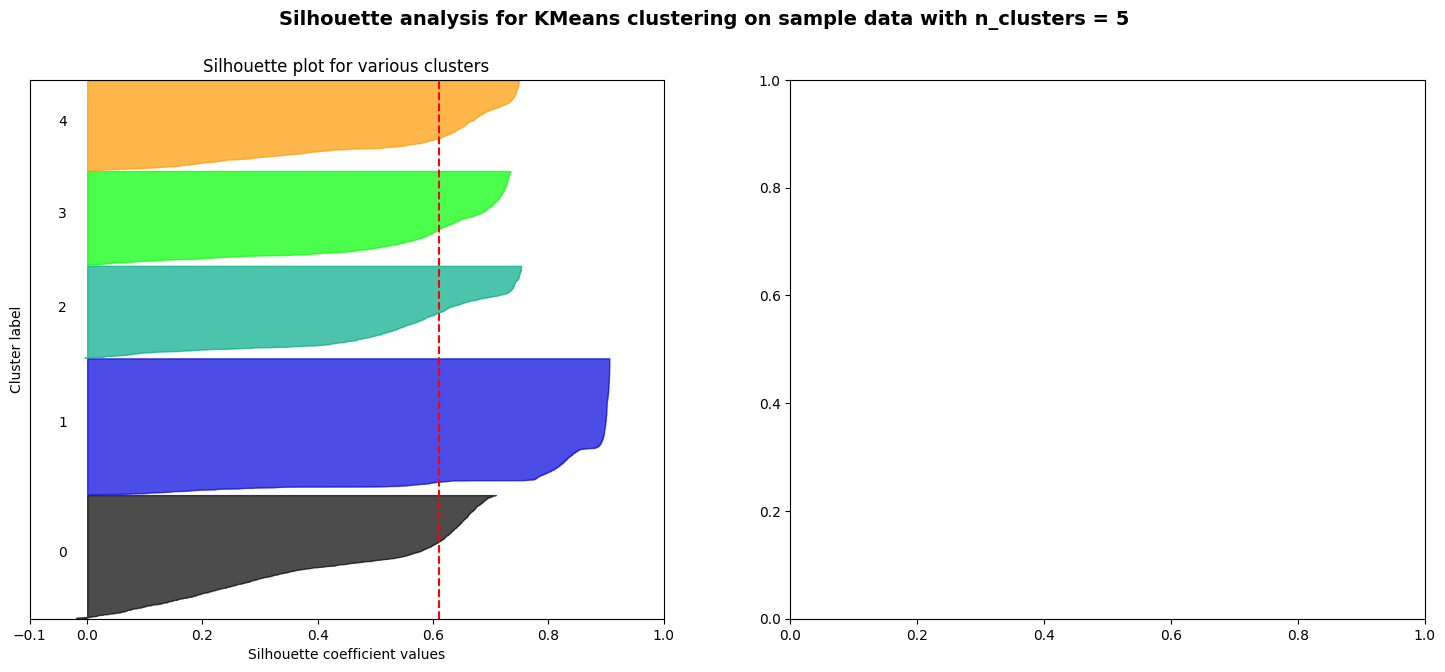 Silhouette analysis for KMeans clustering on sample data with n_clusters = 5
Silhouette plot for various clusters
Cluster label
4
3
2
1
0
−0.1 0.0 0.2 0.4 0.6 0.8 1.0
Silhouette coefficient values
1.0
0.8
0.6
0.4
0.2
0.0
0.0 0.2 0.4 0.6 0.8 1.0